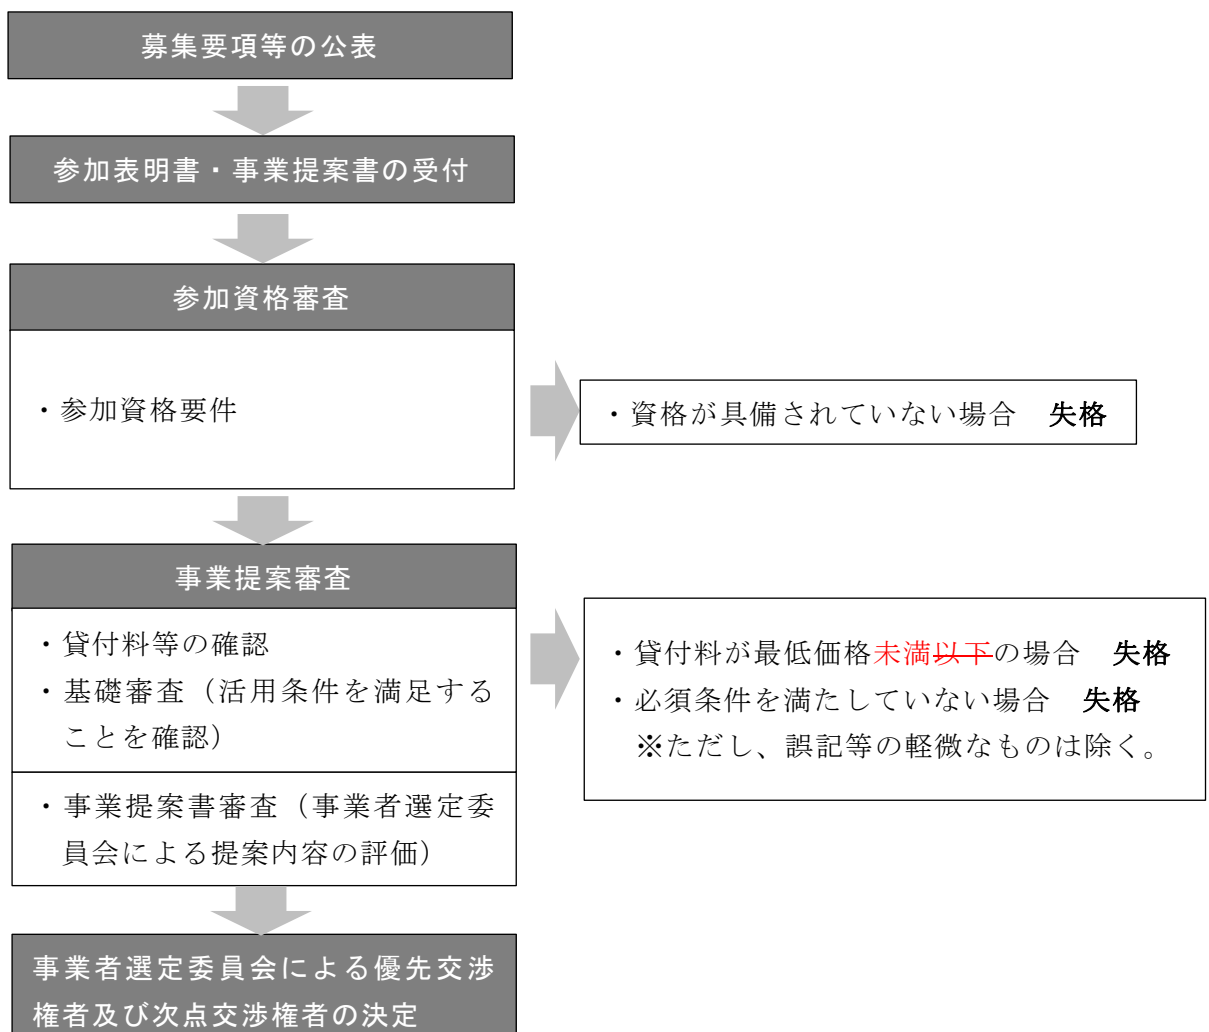 募集要項等の公表
参加表明書・事業提案書の受付
参加資格審査
・参加資格要件
・資格が具備されていない場合　失格
事業提案審査
・貸付料等の確認
・基礎審査（活用条件を満足する
ことを確認）
・事業提案書審査（事業者選定委
員会による提案内容の評価）
・貸付料が最低価格未満以下の場合　失格
・必須条件を満たしていない場合　失格
※ただし、誤記等の軽微なものは除く。
事業者選定委員会による優先交渉
権者及び次点交渉権者の決定